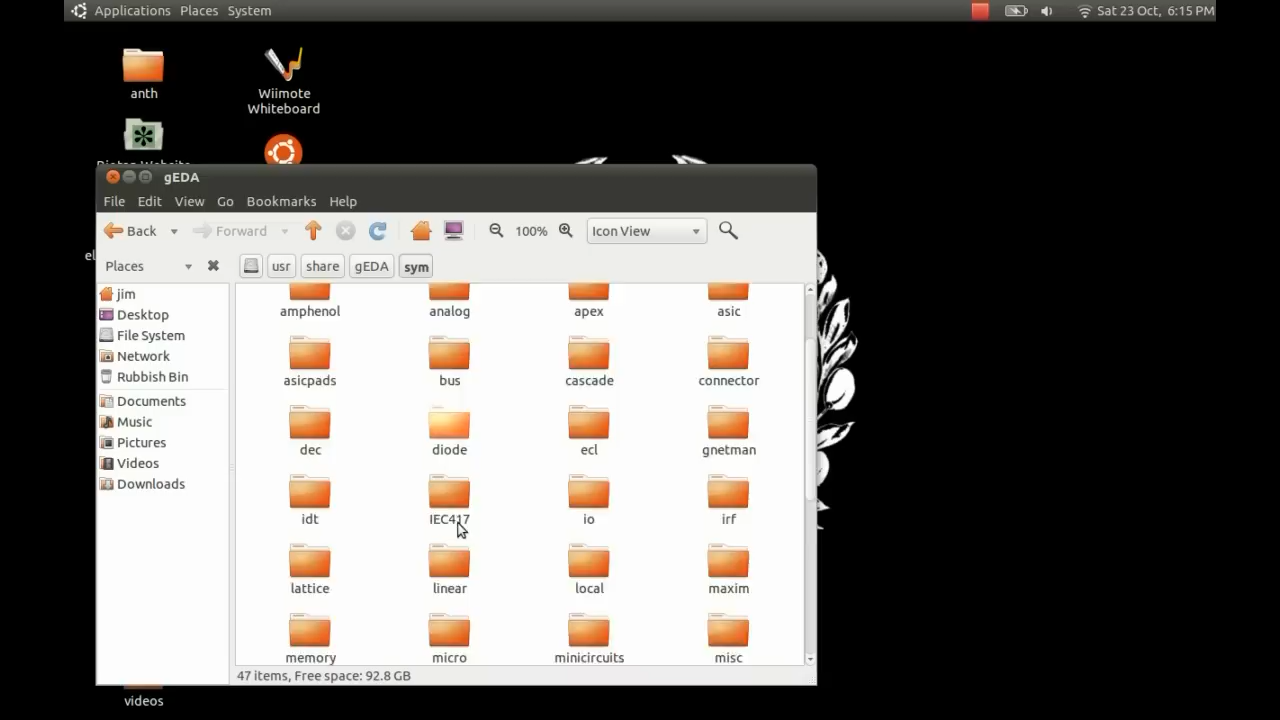 Applications Places System Sat 23 Oct, 6:15 PM
anth
Wiimote
Whiteboard
gEDA
File Edit View Go Bookmarks Help
Back Forward 100% Icon View
Places usr share gEDA sym
jim
Desktop
File System
Network
Rubbish Bin
Documents
Music
Pictures
Videos
Downloads
amphenol analog apex asic
asicpads bus cascade connector
dec diode ecl gnetman
idt IEC417 io irf
lattice linear local maxim
memory micro minicircuits misc
47 items, Free space: 92.8 GB
videos